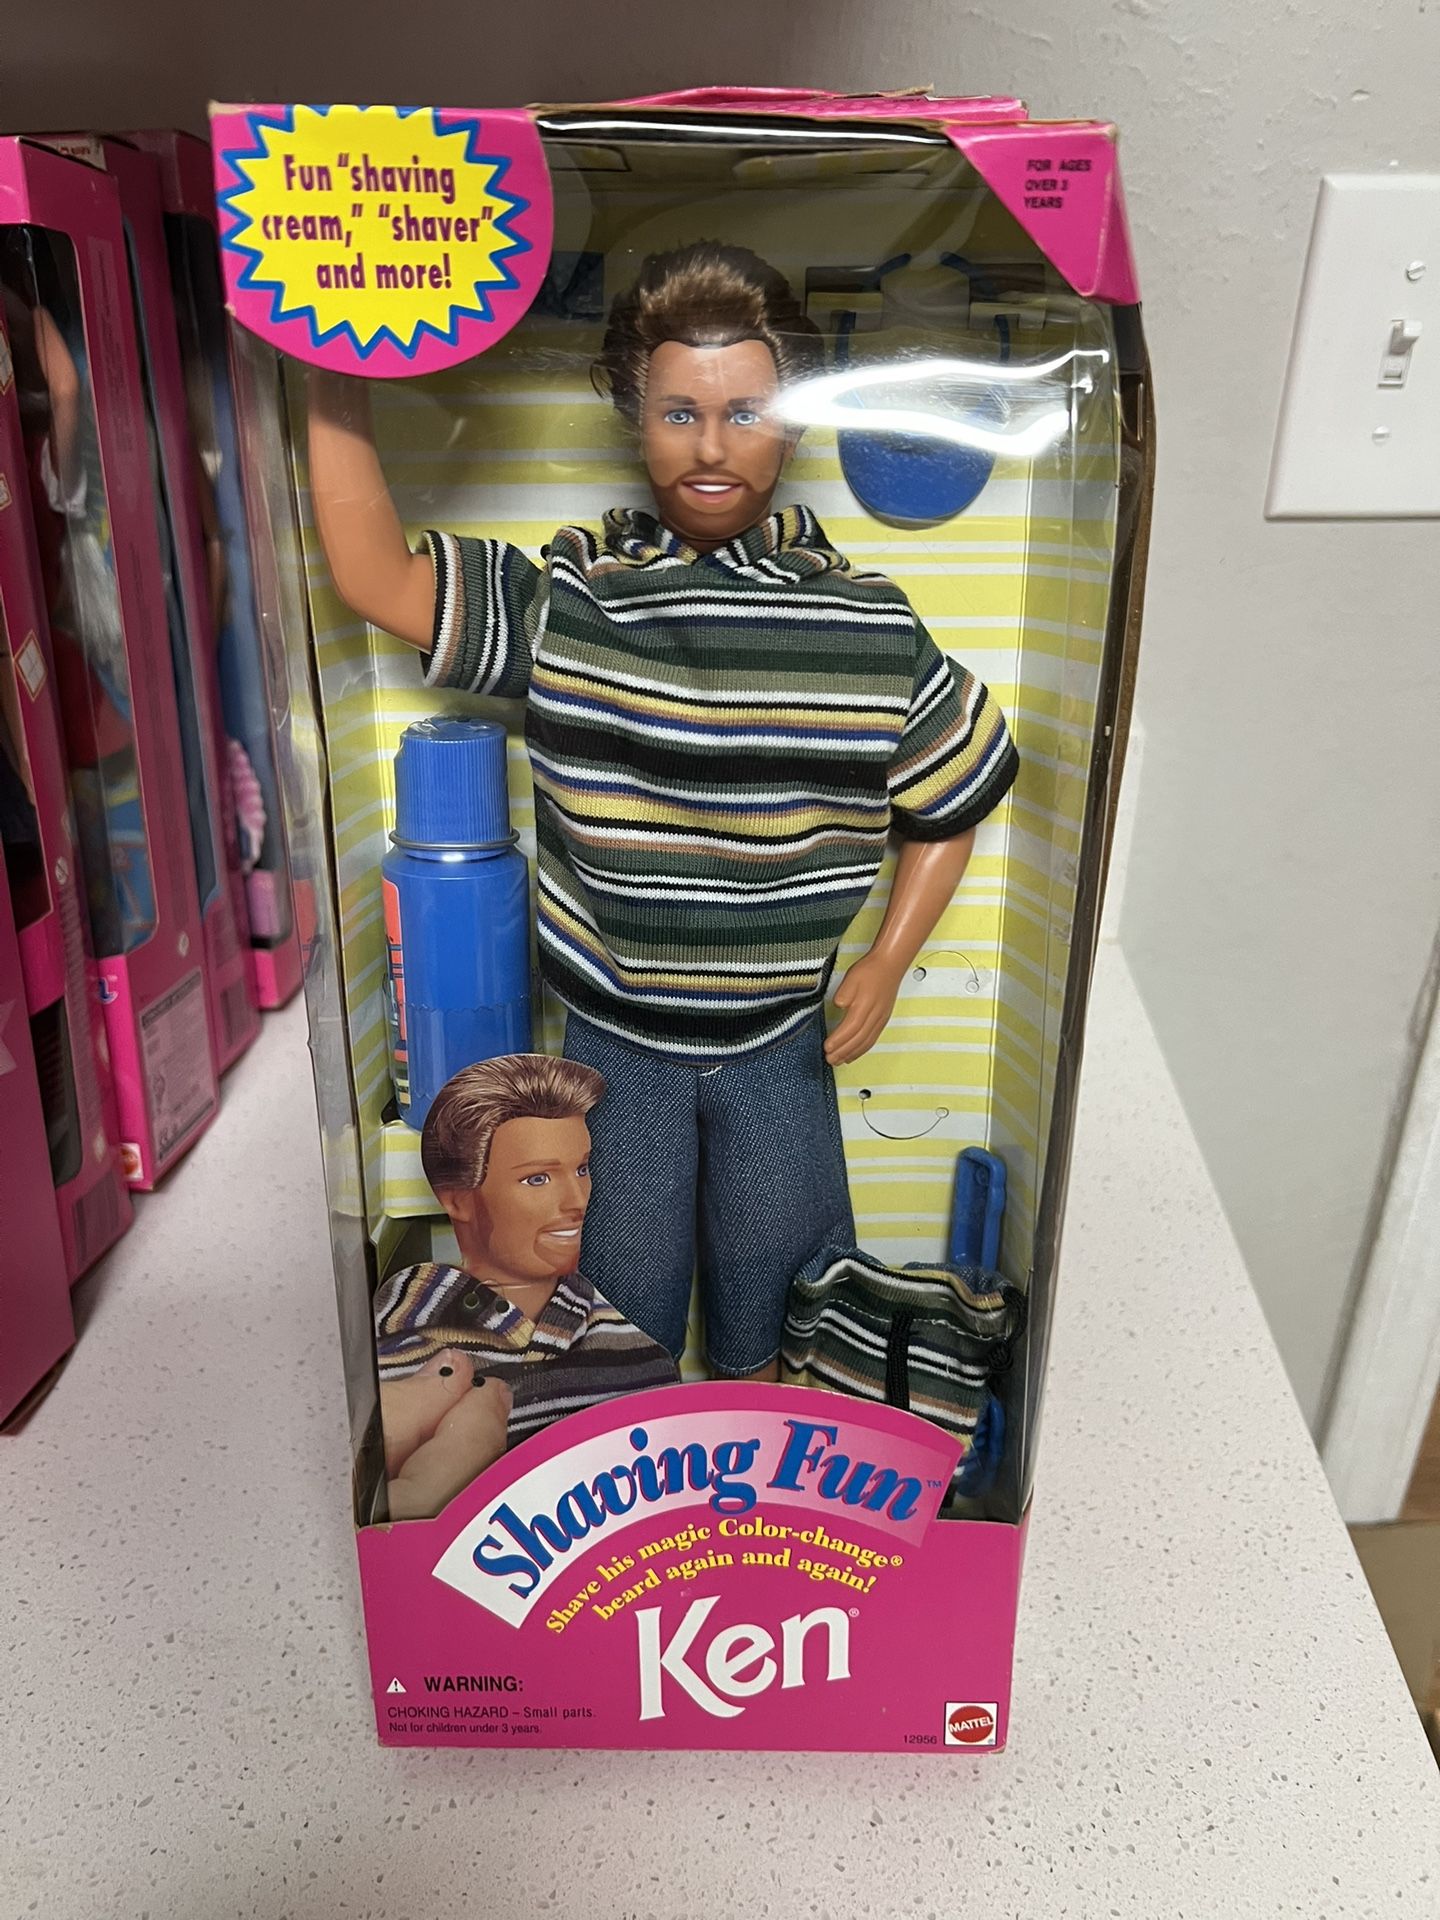 Fun "shaving
cream," "shaver"
and more!
FOR AGES
OVER 3
YEARS
Shaving Fun™
Shave his magic Color-change®
beard again and again!
Ken®
⚠ WARNING:
CHOKING HAZARD – Small parts.
Not for children under 3 years.
12956
MATTEL